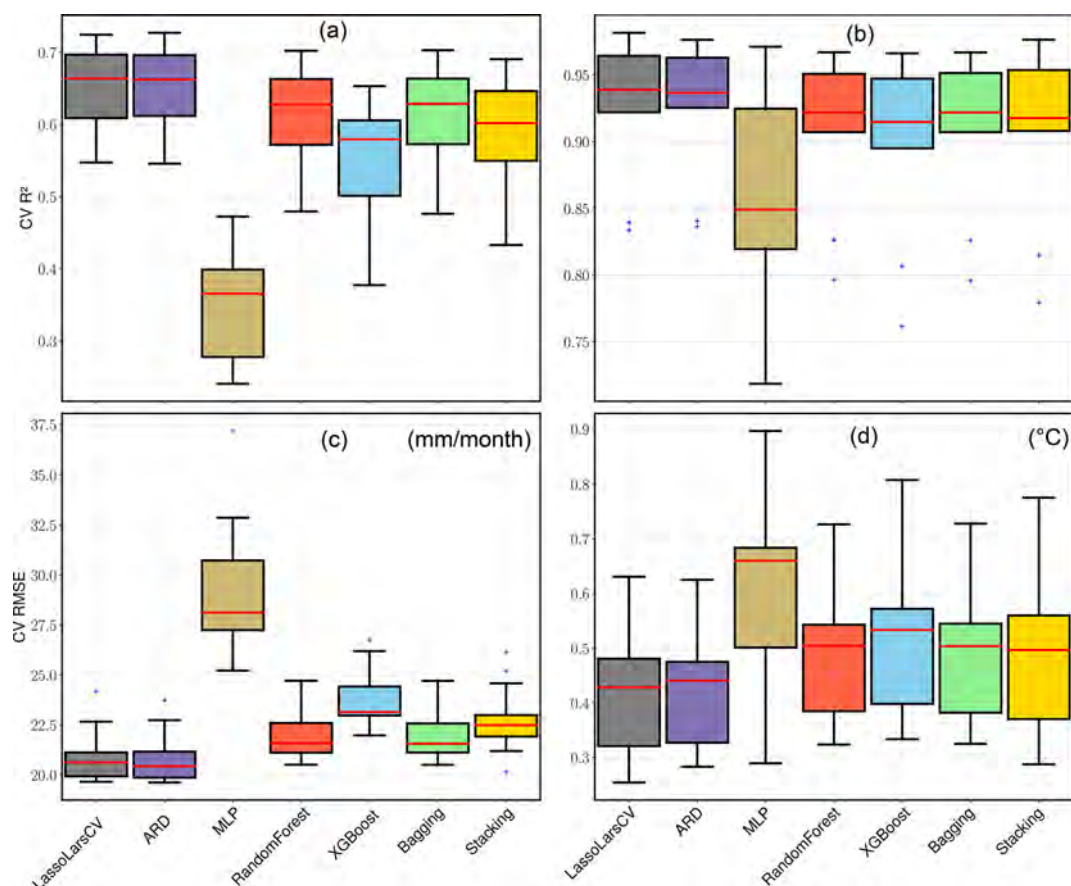 (a)
0.7
0.6
0.5
0.4
0.3
CV R²
(b)
0.95
0.90
0.85
0.80
0.75
(c) (mm/month)
37.5
35.0
32.5
30.0
27.5
25.0
22.5
20.0
CV RMSE
(d) (°C)
0.9
0.8
0.7
0.6
0.5
0.4
0.3
LassoLarsCV
ARD
MLP
RandomForest
XGBoost
Bagging
Stacking
LassoLarsCV
ARD
MLP
RandomForest
XGBoost
Bagging
Stacking